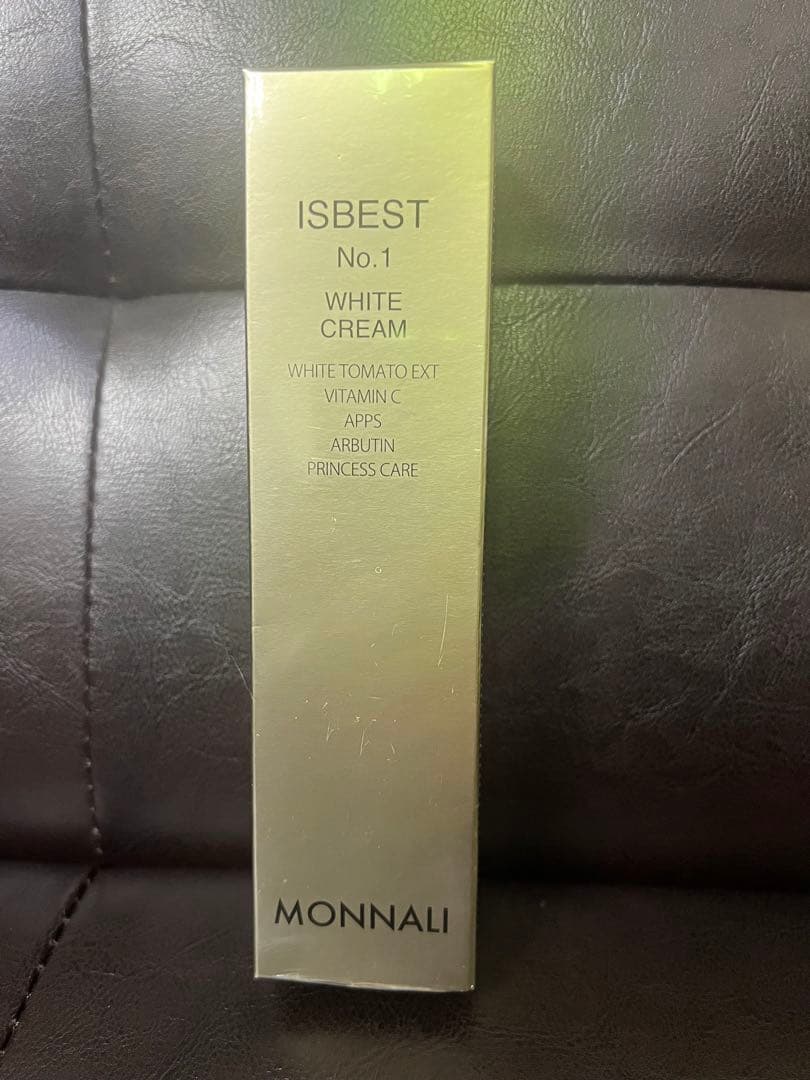 ISBEST
No.1
WHITE
CREAM
WHITE TOMATO EXT
VITAMIN C
APPS
ARBUTIN
PRINCESS CARE
MONNALI